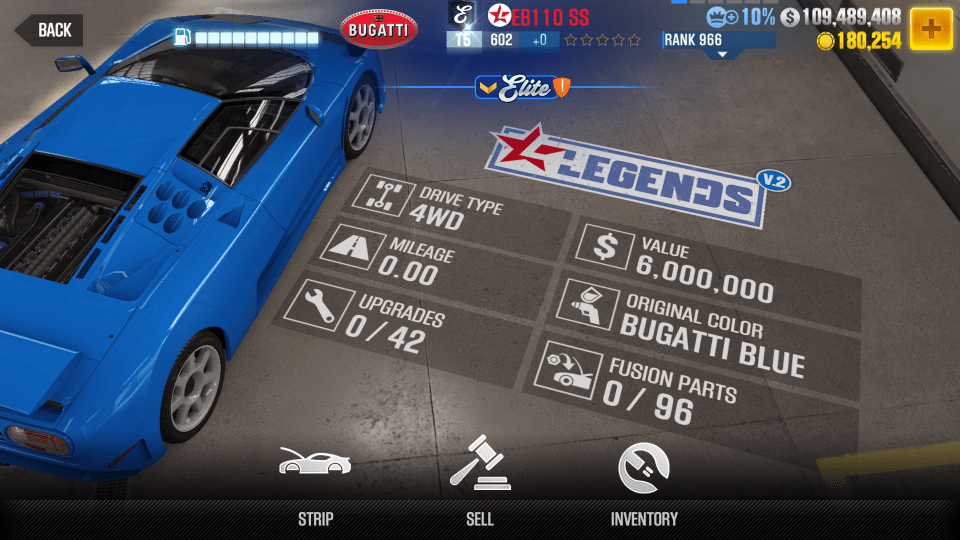 BACK
BUGATTI
EB110 SS
T5 602 +0
10%
$ 109,489,408
RANK 966
180,254
Elite
LEGENDS
V.2
DRIVE TYPE
4WD
MILEAGE
0.00
UPGRADES
0 / 42
VALUE
6,000,000
ORIGINAL COLOR
BUGATTI BLUE
FUSION PARTS
0 / 96
STRIP
SELL
INVENTORY